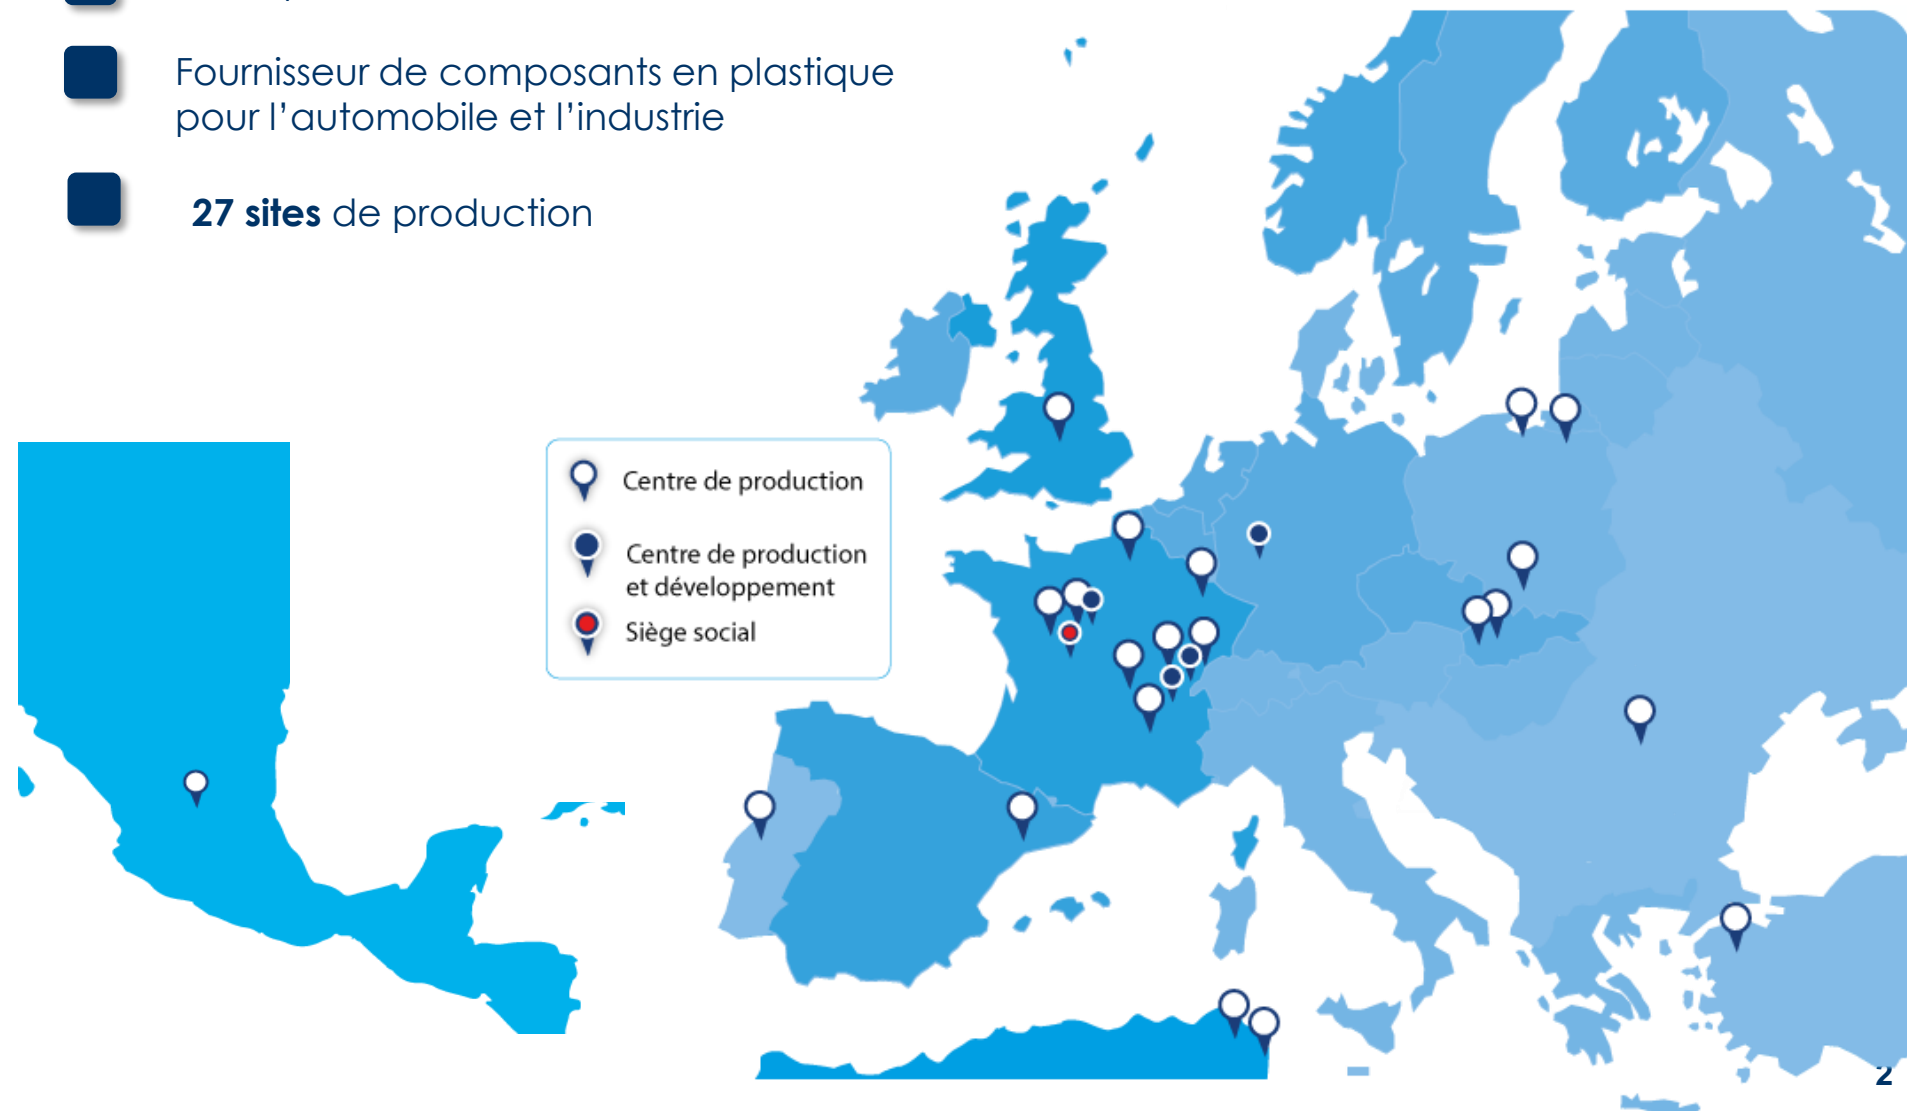 Fournisseur de composants en plastique
pour l’automobile et l’industrie
27 sites de production
Centre de production
Centre de production
et développement
Siège social
2